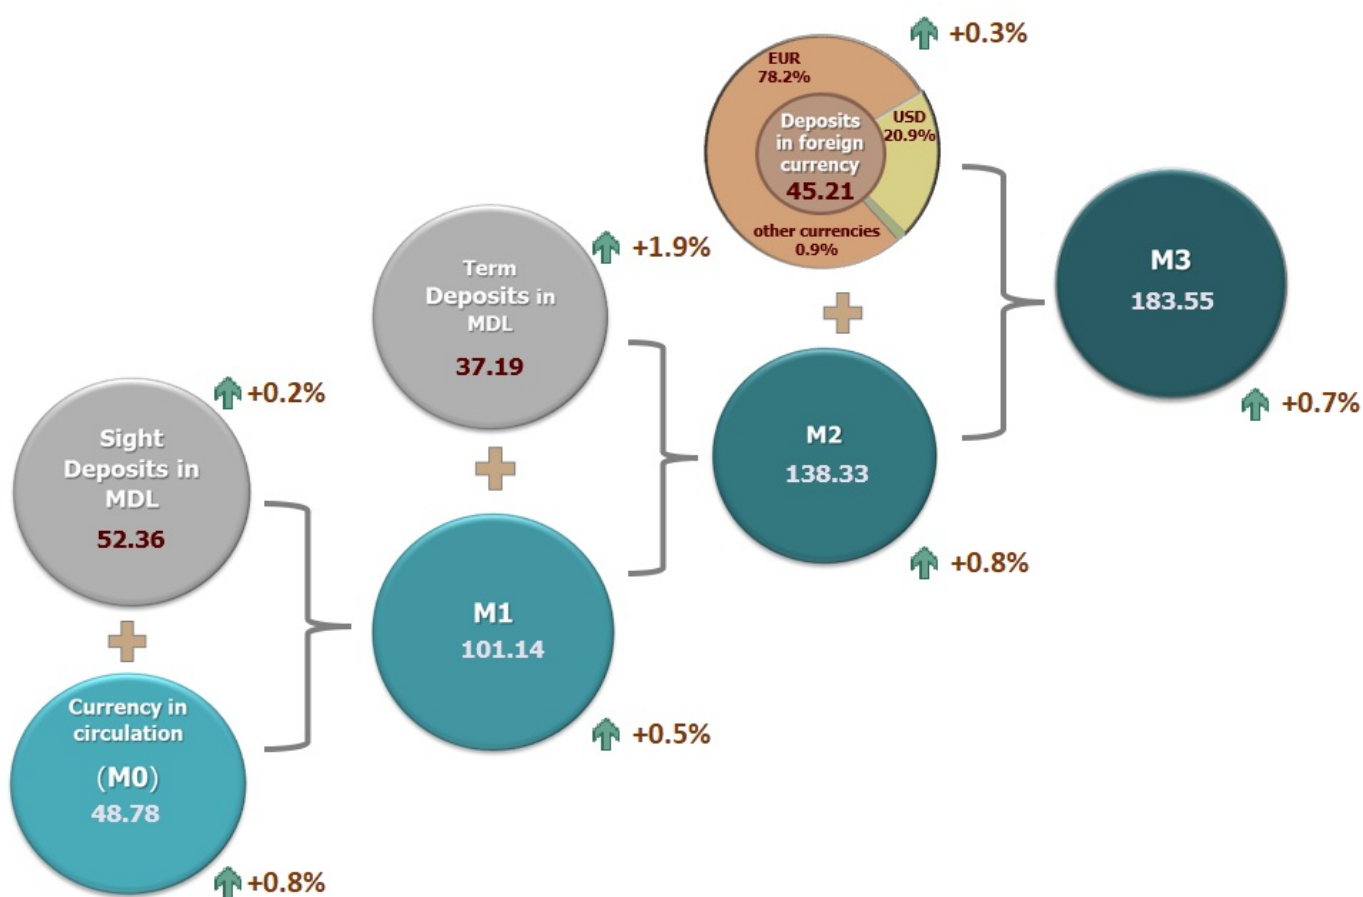 +0.3%
EUR
78.2%
USD
20.9%
Deposits
in foreign
currency
45.21
other currencies
0.9%
M3
183.55
+0.7%
Term
Deposits in
MDL
37.19
+1.9%
M2
138.33
+0.8%
Sight
Deposits in
MDL
52.36
+0.2%
M1
101.14
+0.5%
Currency in
circulation
(M0)
48.78
+0.8%